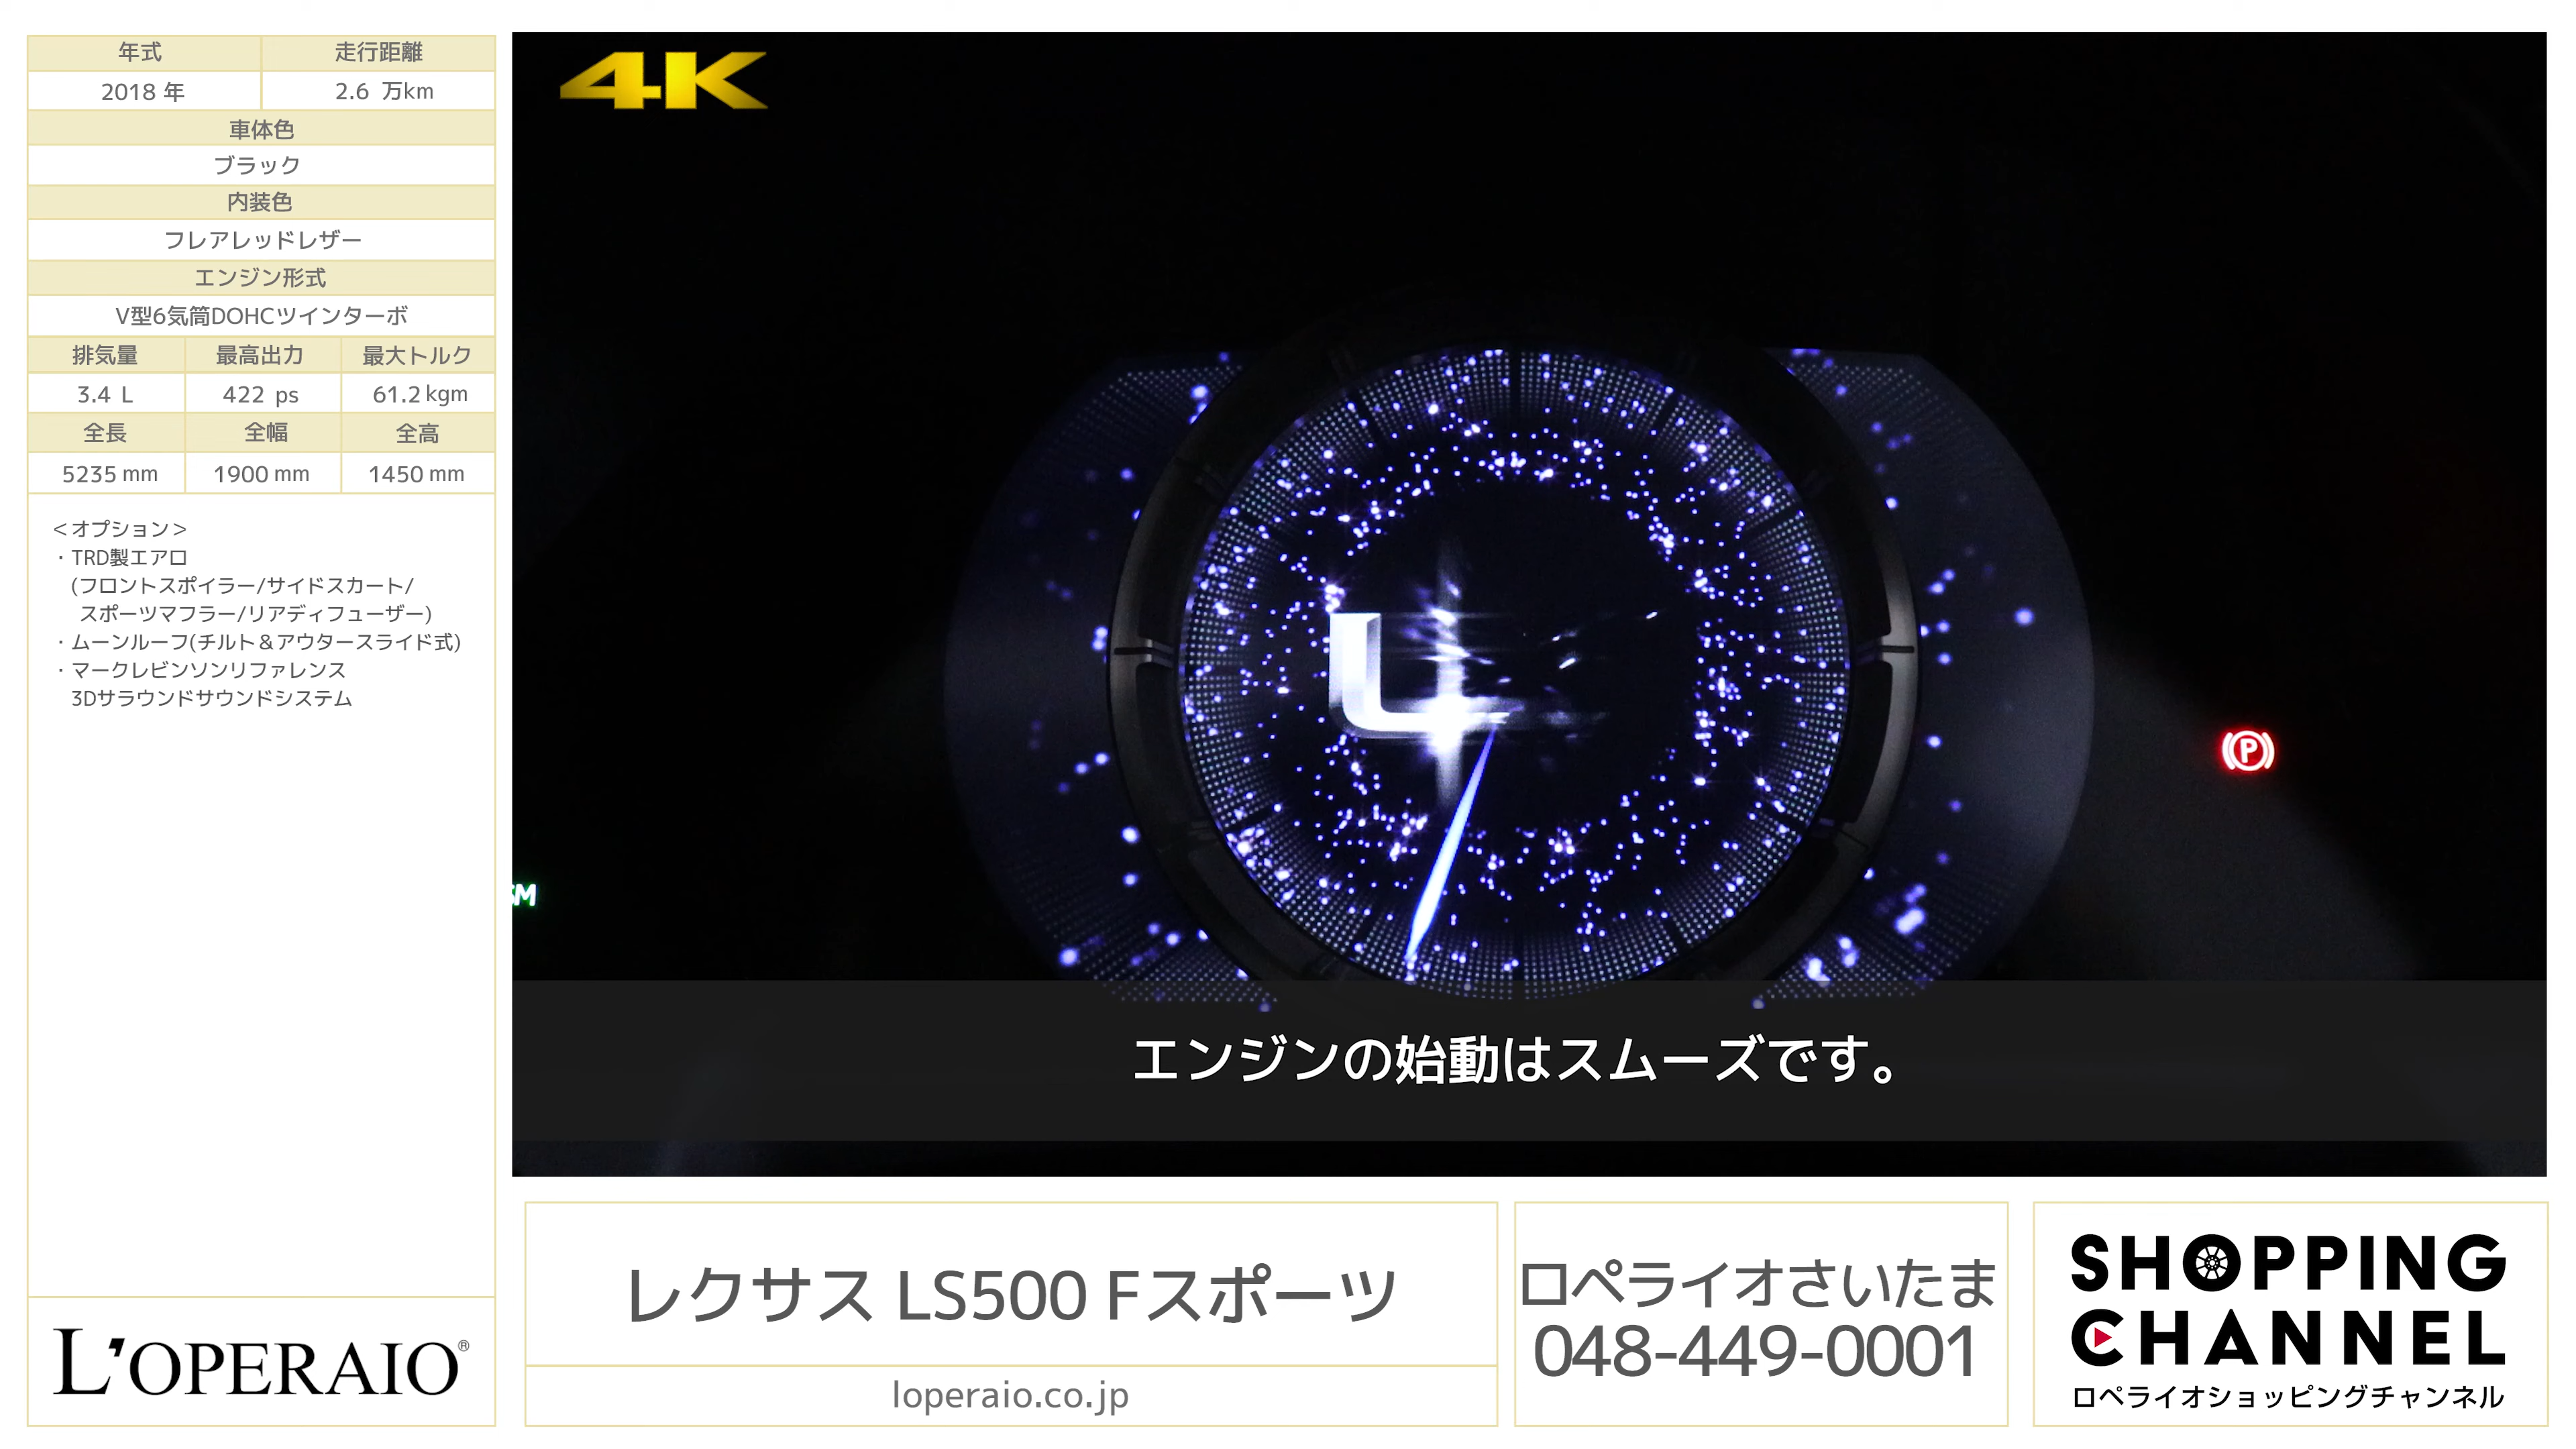 年式 走行距離
2018 年 2.6 万km
車体色
ブラック
内装色
フレアレッドレザー
エンジン形式
V型6気筒DOHCツインターボ
排気量 最高出力 最大トルク
3.4 L 422 ps 61.2 kgm
全長 全幅 全高
5235 mm 1900 mm 1450 mm
＜オプション＞
・TRD製エアロ
(フロントスポイラー/サイドスカート/
スポーツマフラー/リアディフューザー)
・ムーンルーフ(チルト＆アウタースライド式)
・マークレビンソンリファレンス
3Dサラウンドサウンドシステム
L'OPERAIO®
4K
エンジンの始動はスムーズです。
レクサス LS500 Fスポーツ
loperaio.co.jp
ロペライオさいたま
048-449-0001
SHOPPING
CHANNEL
ロペライオショッピングチャンネル